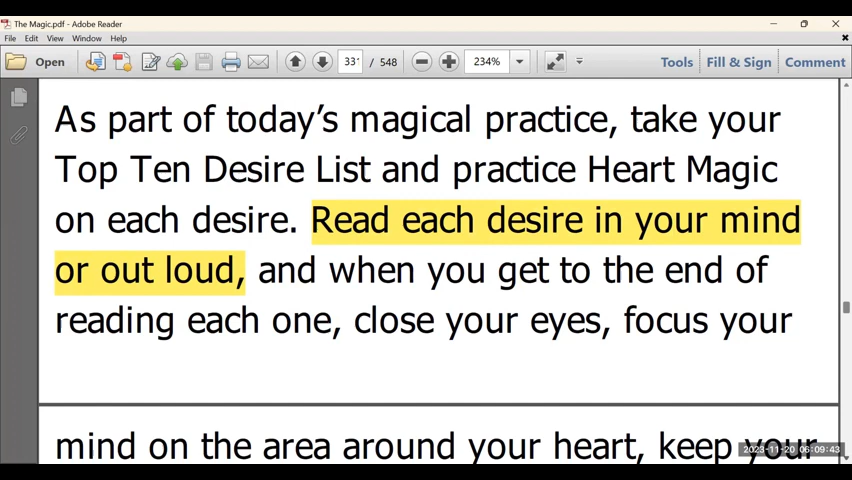 The Magic.pdf - Adobe Reader
File Edit View Window Help
Open 331 / 548 234% Tools Fill & Sign Comment
As part of today's magical practice, take your
Top Ten Desire List and practice Heart Magic
on each desire. Read each desire in your mind
or out loud, and when you get to the end of
reading each one, close your eyes, focus your
mind on the area around your heart, keep your
2023-11-20 06:09:43